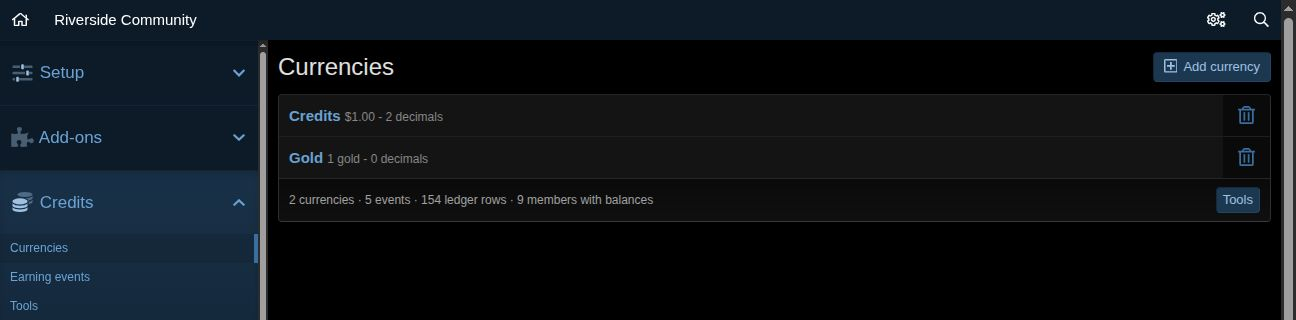 Riverside Community
Setup
Add-ons
Credits
Currencies
Earning events
Tools
Currencies
Add currency
Credits $1.00 - 2 decimals
Gold 1 gold - 0 decimals
2 currencies · 5 events · 154 ledger rows · 9 members with balances
Tools